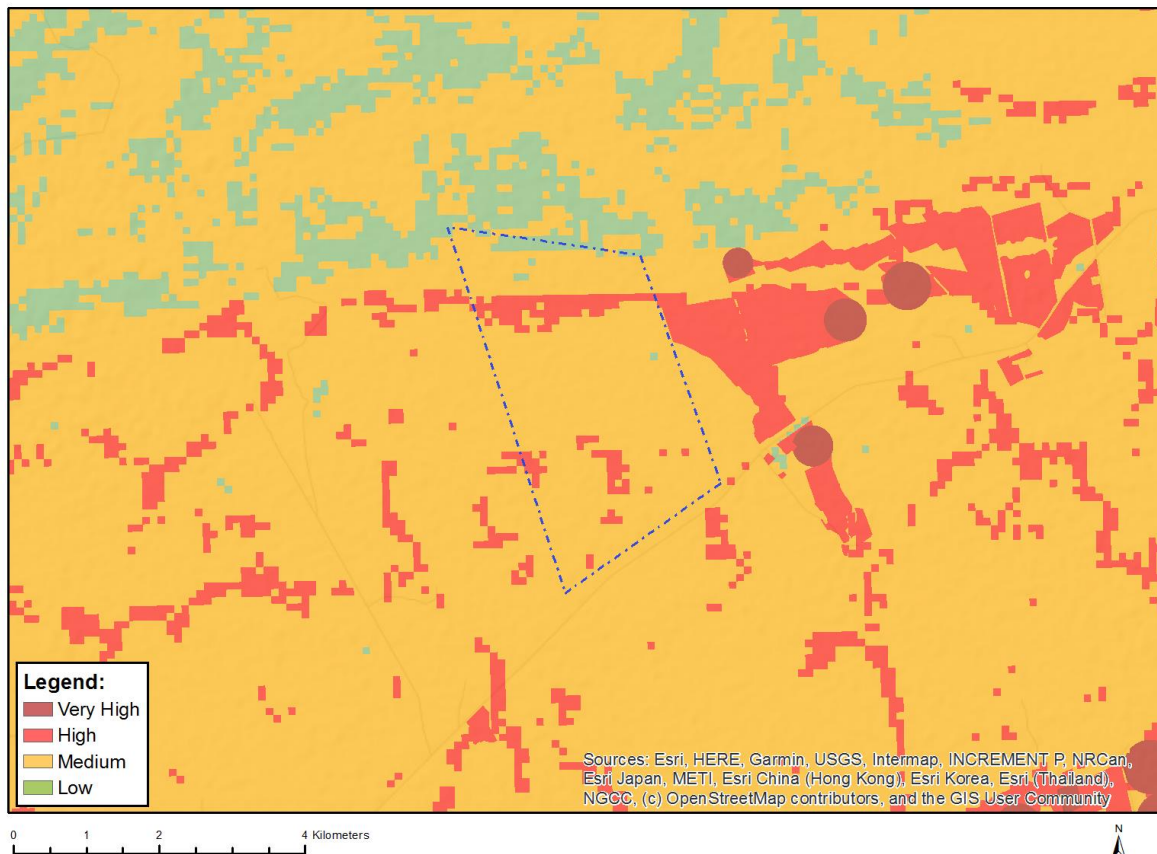 Legend:
Very High
High
Medium
Low
Sources: Esri, HERE, Garmin, USGS, Intermap, INCREMENT P, NRCan,
Esri Japan, METI, Esri China (Hong Kong), Esri Korea, Esri (Thailand),
NGCC, (c) OpenStreetMap contributors, and the GIS User Community
0 1 2 4 Kilometers
N